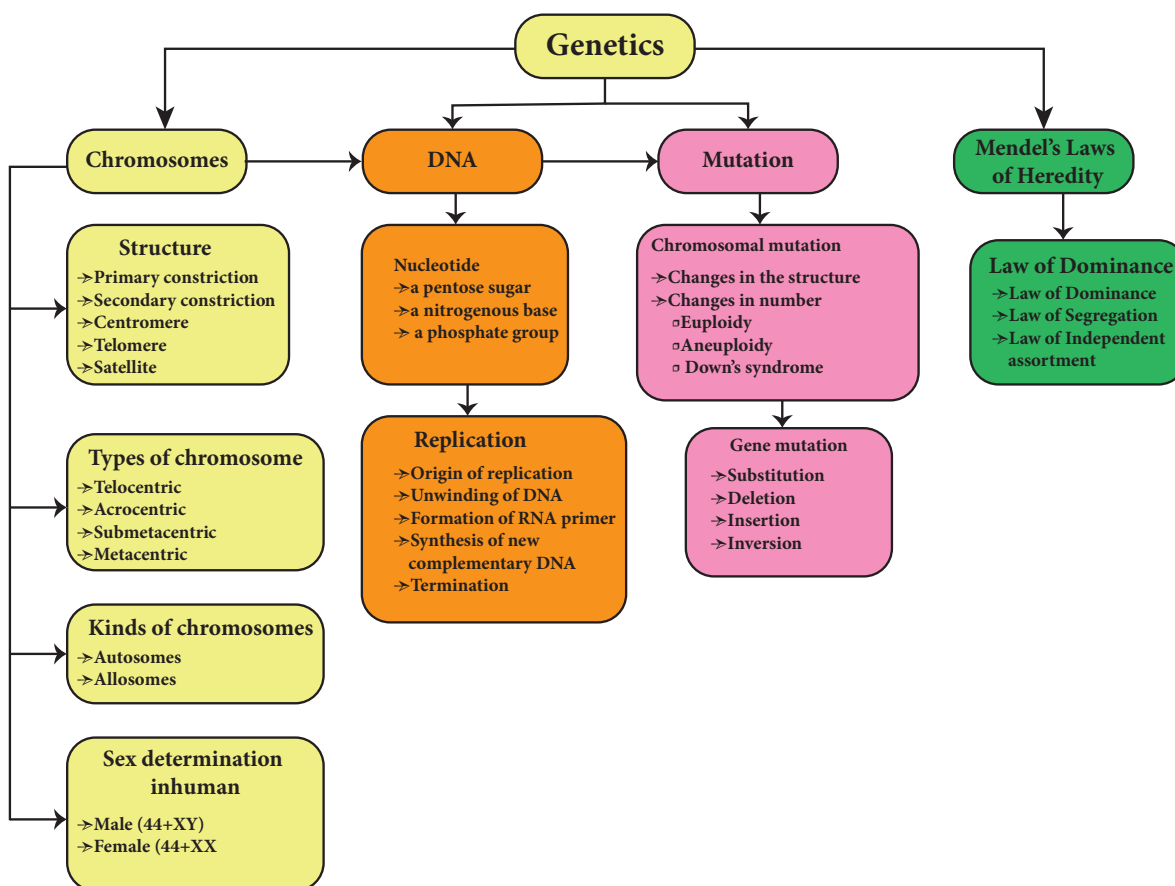 Genetics
Chromosomes
DNA
Mutation
Mendel's Laws
of Heredity
Structure
➔Primary constriction
➔Secondary constriction
➔Centromere
➔Telomere
➔Satellite
Types of chromosome
➔Telocentric
➔Acrocentric
➔Submetacentric
➔Metacentric
Kinds of chromosomes
➔Autosomes
➔Allosomes
Sex determination
inhuman
➔Male (44+XY)
➔Female (44+XX
Nucleotide
➔a pentose sugar
➔a nitrogenous base
➔ a phosphate group
Replication
➔Origin of replication
➔Unwinding of DNA
➔Formation of RNA primer
➔Synthesis of new
complementary DNA
➔Termination
Chromosomal mutation
➔Changes in the structure
➔Changes in number
❒Euploidy
❒Aneuploidy
❒ Down's syndrome
Gene mutation
➔Substitution
➔Deletion
➔Insertion
➔Inversion
Law of Dominance
➔Law of Dominance
➔Law of Segregation
➔Law of Independent
assortment